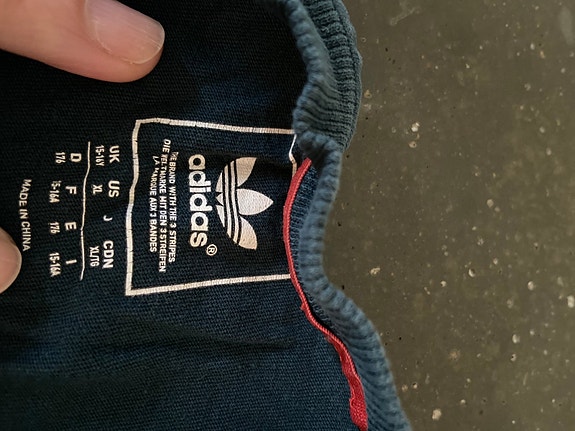 adidas®
THE BRAND WITH THE 3 STRIPES
DIE WELTMARKE MIT DEN 3 STREIFEN
LA MARQUE AUX 3 BANDES
UK US J CDN
15-16Y XL XL/TG
D F E I
176 15-16A 176 15-16A
MADE IN CHINA